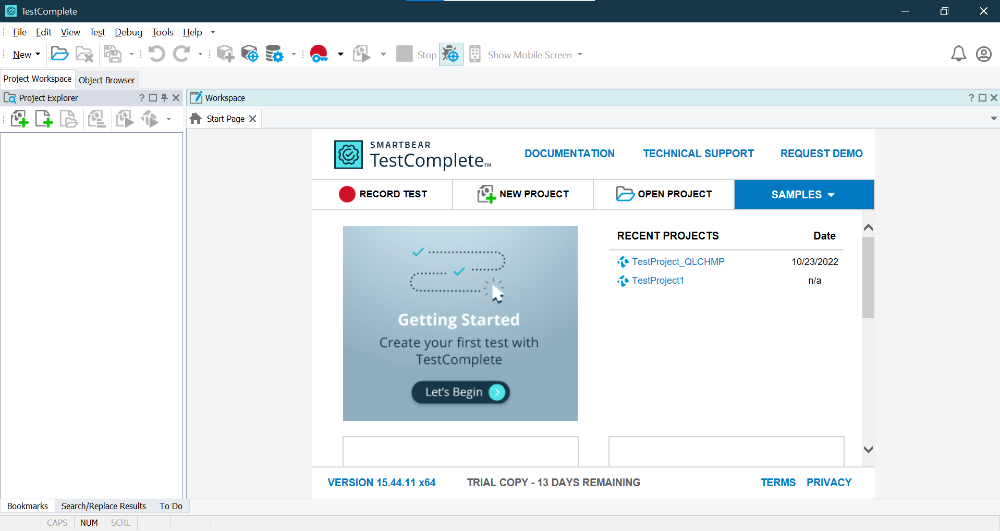 TestComplete
File Edit View Test Debug Tools Help
New Stop Show Mobile Screen
Project Workspace Object Browser
Project Explorer ? Workspace ?
Start Page
SMARTBEAR
TestComplete™ DOCUMENTATION TECHNICAL SUPPORT REQUEST DEMO
RECORD TEST NEW PROJECT OPEN PROJECT SAMPLES
RECENT PROJECTS Date
TestProject_QLCHMP 10/23/2022
TestProject1 n/a
Getting Started
Create your first test with
TestComplete
Let's Begin
VERSION 15.44.11 x64 TRIAL COPY - 13 DAYS REMAINING TERMS PRIVACY
Bookmarks Search/Replace Results To Do
CAPS NUM SCRL